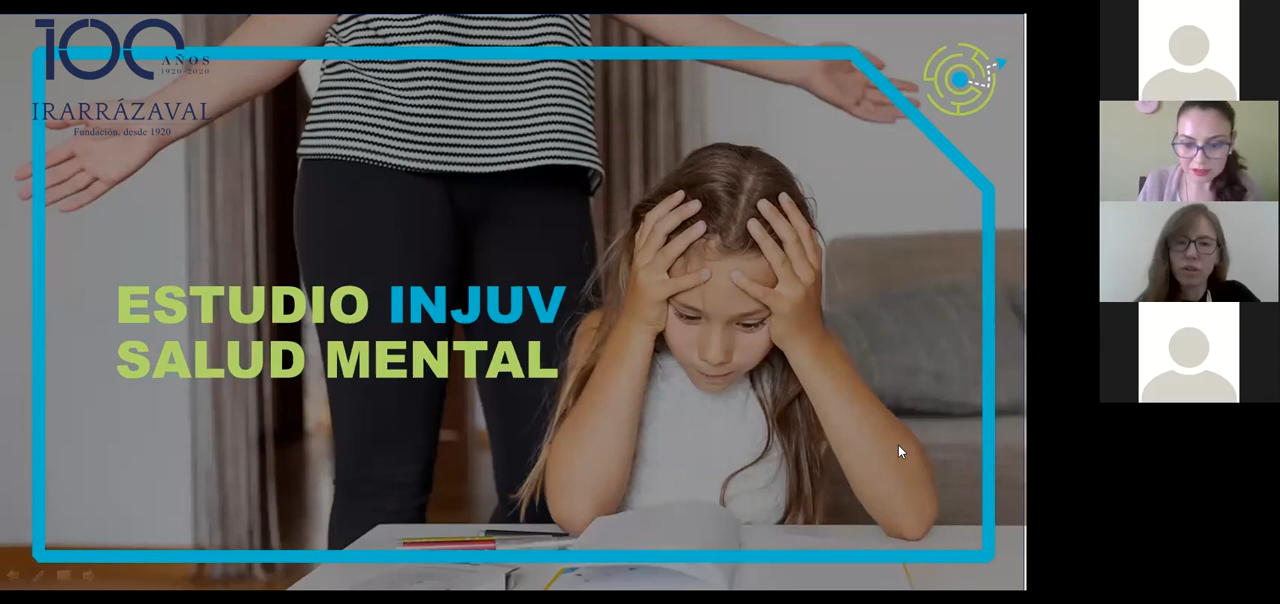 100
AÑOS
1920-2020
IRARRÁZAVAL
Fundación, desde 1920
ESTUDIO INJUV
SALUD MENTAL